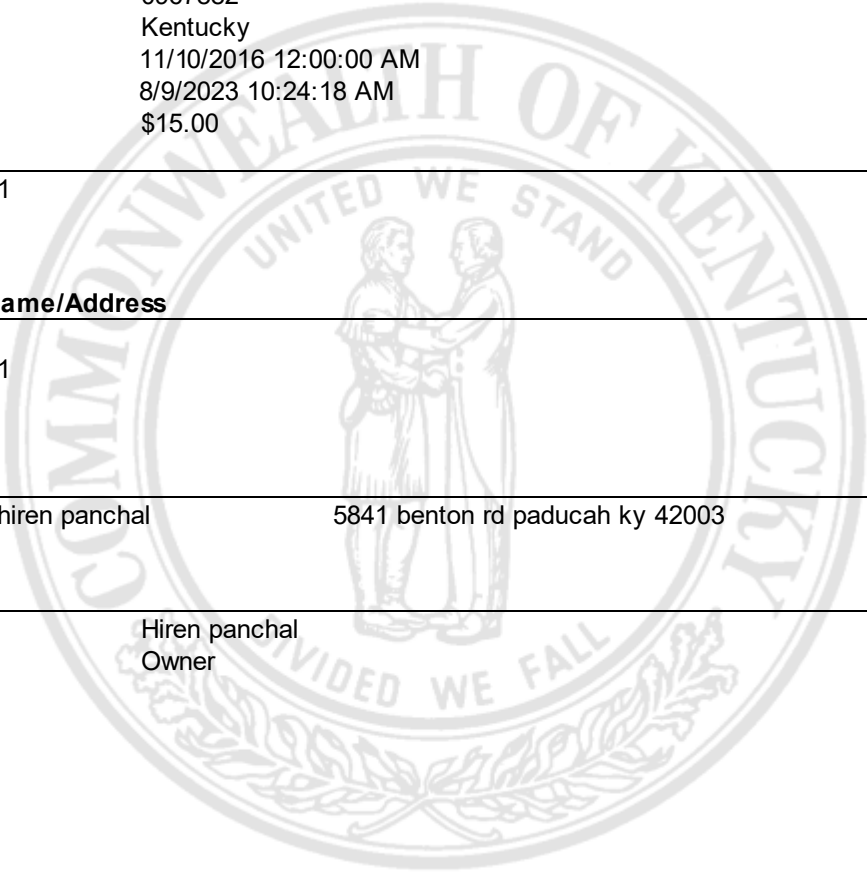 Kentucky
11/10/2016 12:00:00 AM
8/9/2023 10:24:18 AM
$15.00
1
ame/Address
1
hiren panchal 5841 benton rd paducah ky 42003
Hiren panchal
Owner
COMMONWEALTH OF KENTUCKY
UNITED WE STAND
DIVIDED WE FALL